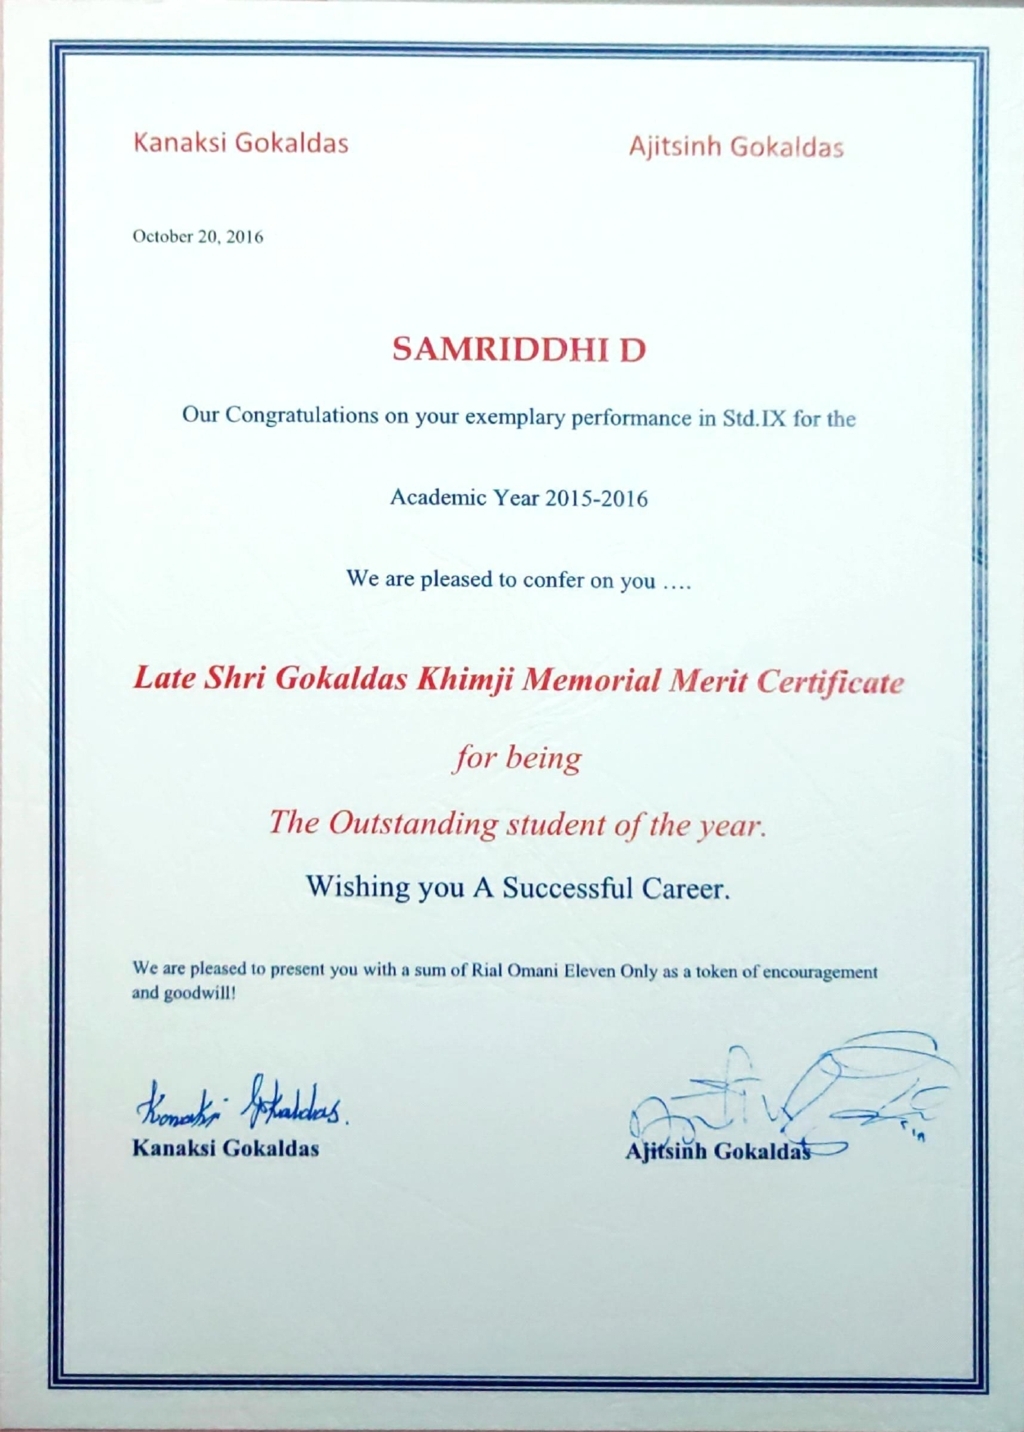 Kanaksi Gokaldas Ajitsinh Gokaldas
October 20, 2016
SAMRIDDHI D
Our Congratulations on your exemplary performance in Std.IX for the
Academic Year 2015-2016
We are pleased to confer on you ….
Late Shri Gokaldas Khimji Memorial Merit Certificate
for being
The Outstanding student of the year.
Wishing you A Successful Career.
We are pleased to present you with a sum of Rial Omani Eleven Only as a token of encouragement
and goodwill!
Kanaksi Gokaldas.
Kanaksi Gokaldas Ajitsinh Gokaldas